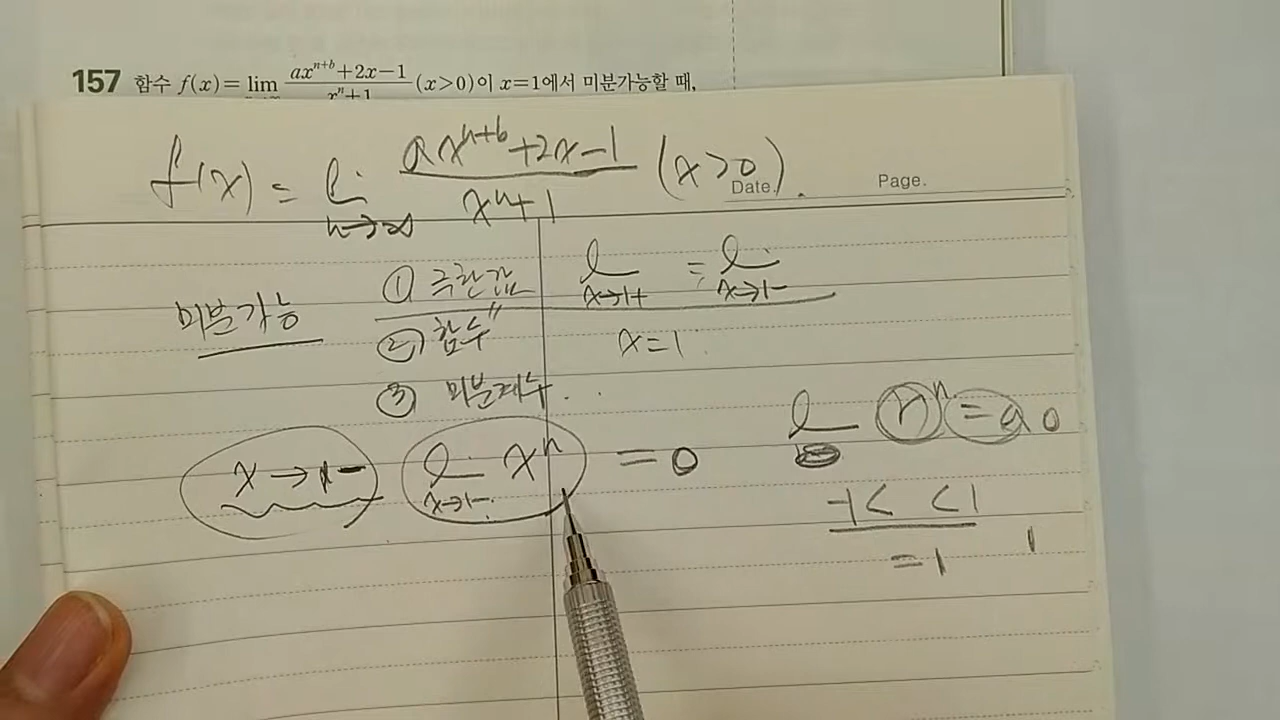 157 함수 f(x)=lim (ax^{n+b}+2x-1)/(x^n+1) (x>0)이 x=1에서 미분가능할 때,
f(x) = lim_{n→∞} (ax^{n+b}+2x-1)/(x^n+1) (x>0).
Date. Page.
① 극한값 lim_{x→1+} = lim_{x→1-}
미분가능 ② 함수" x=1.
③ 미분계수 . .
x→1- lim_{x→1-} x^n = 0 lim r^n = 0
-1< <1
=1 1